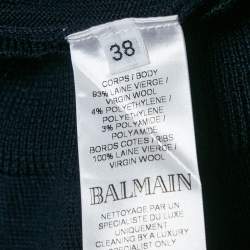 38
CORPS / BODY
93% LAINE VIERGE /
VIRGIN WOOL
4% POLYETHYLENE /
POLYETHYLENE
3% POLYAMIDE /
POLYAMIDE
BORDS COTES / RIBS
100% LAINE VIERGE /
VIRGIN WOOL
BALMAIN
NETTOYAGE PAR UN
SPECIALISTE DU LUXE
UNIQUEMENT
CLEANING BY A LUXURY
SPECIALIST ONLY